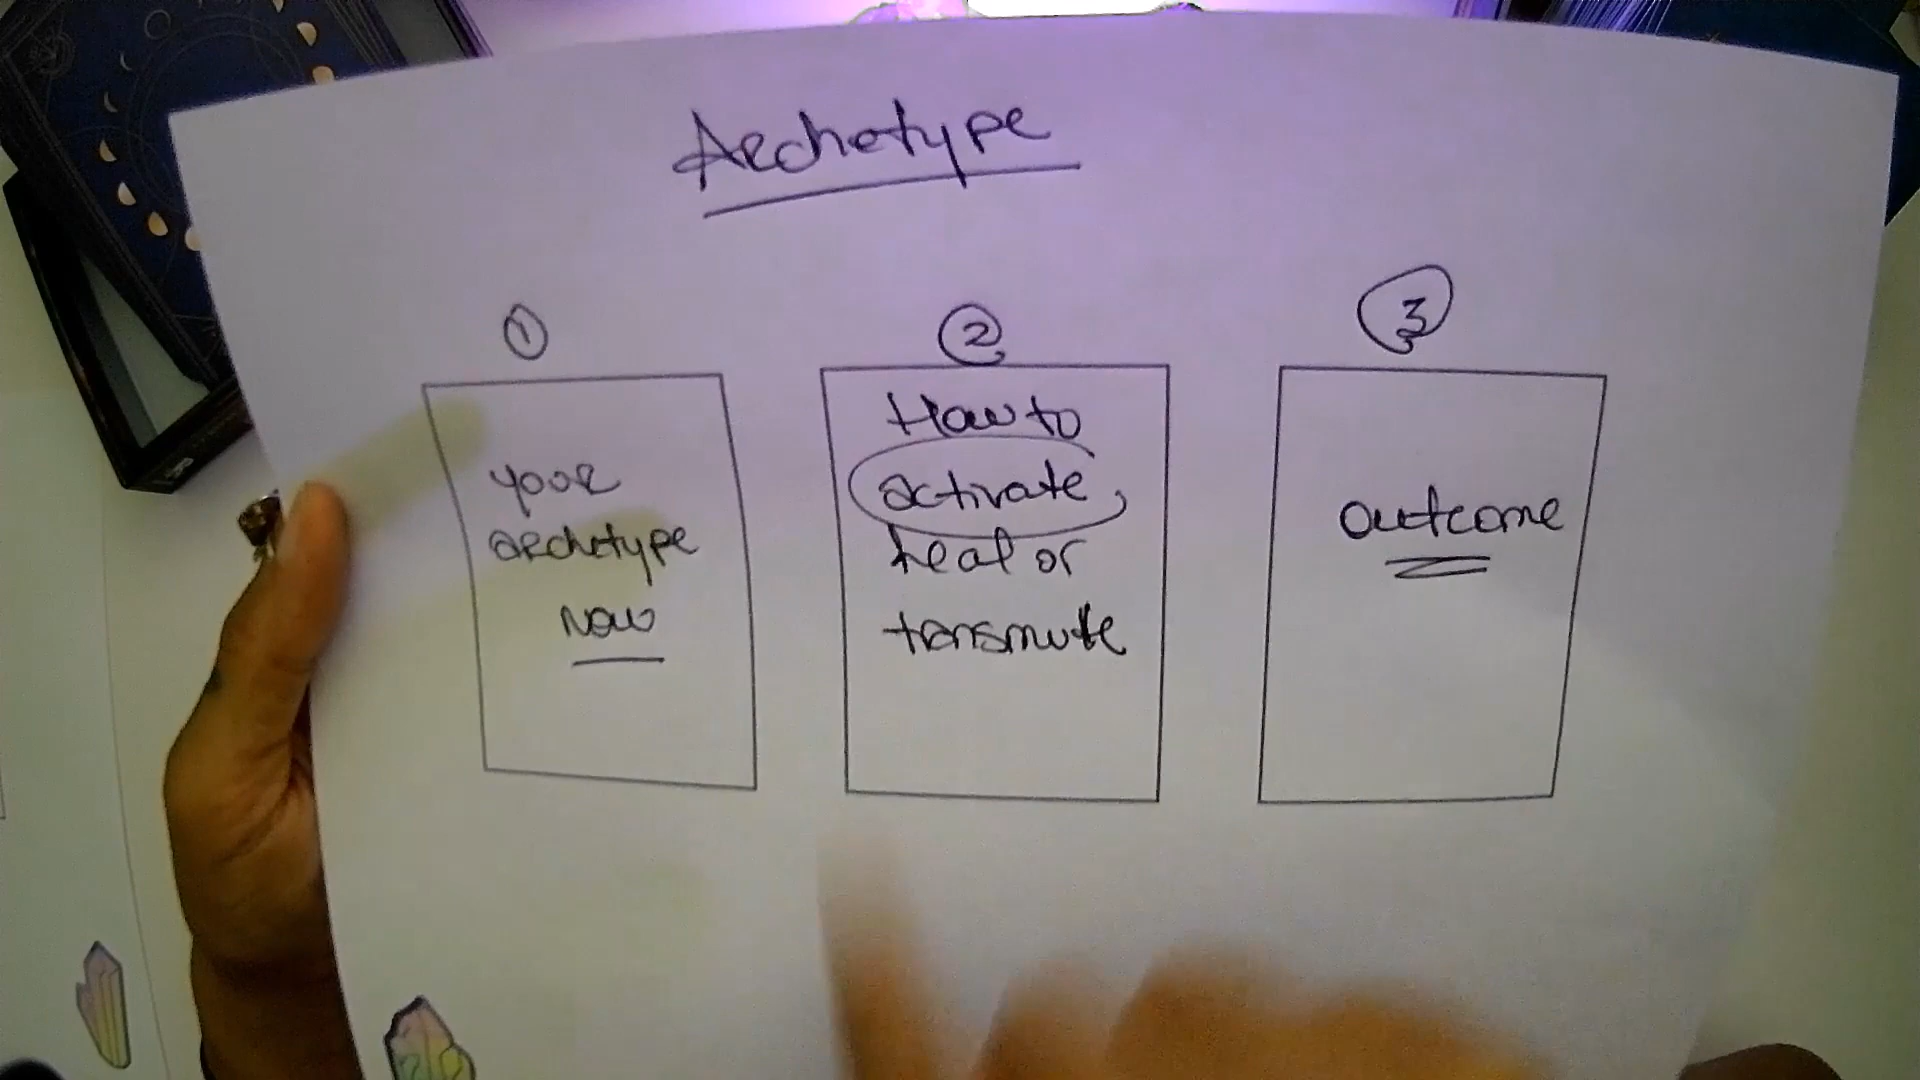 Archetype
1
2
3
your
archetype
Now
How to
activate,
heal or
transmute
outcome